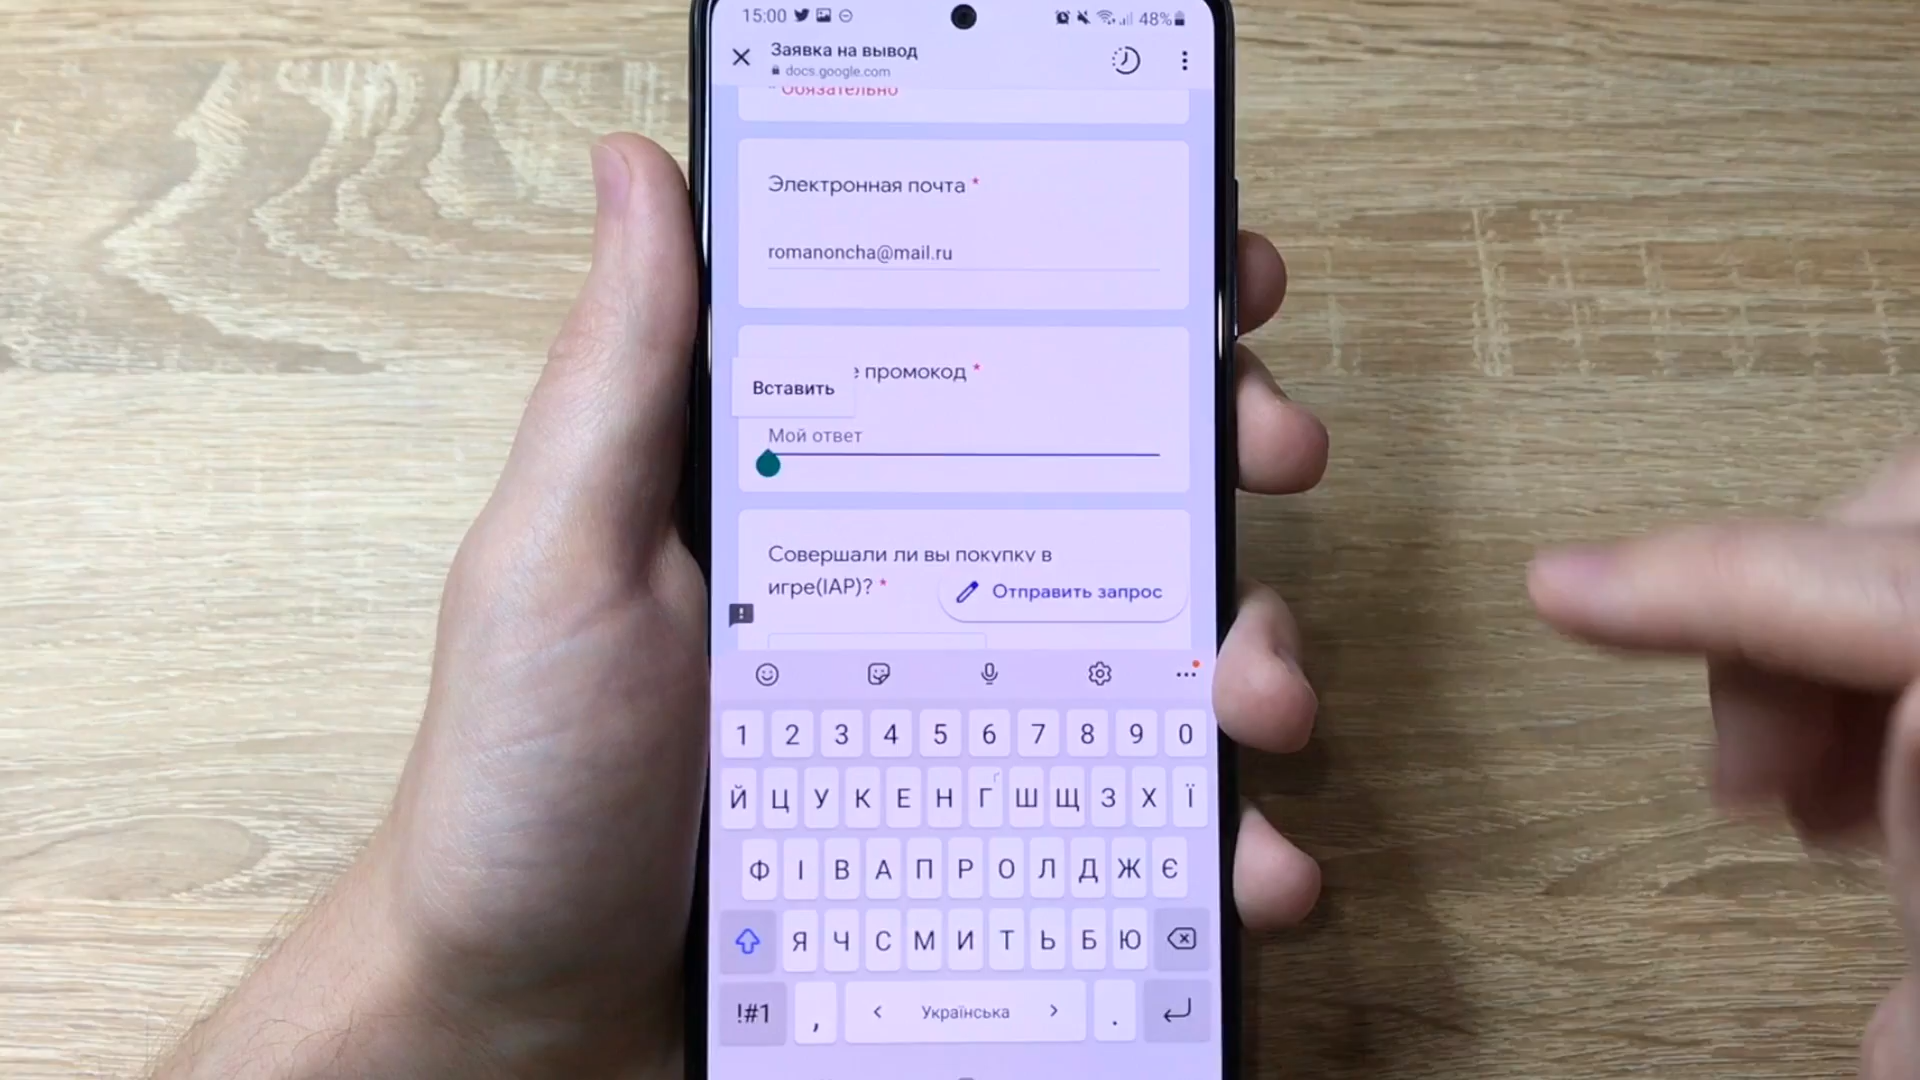 15:00 48%
Заявка на вывод
docs.google.com
* Обязательно
Электронная почта *
romanoncha@mail.ru
промокод *
Вставить
Мой ответ
Совершали ли вы покупку в
игре(IAP)? *
Отправить запрос
1 2 3 4 5 6 7 8 9 0
Й Ц У К Е Н Г ґ Ш Щ З Х Ї
Ф І В А П Р О Л Д Ж Є
Я Ч С М И Т Ь Б Ю
!#1 , < Українська > .